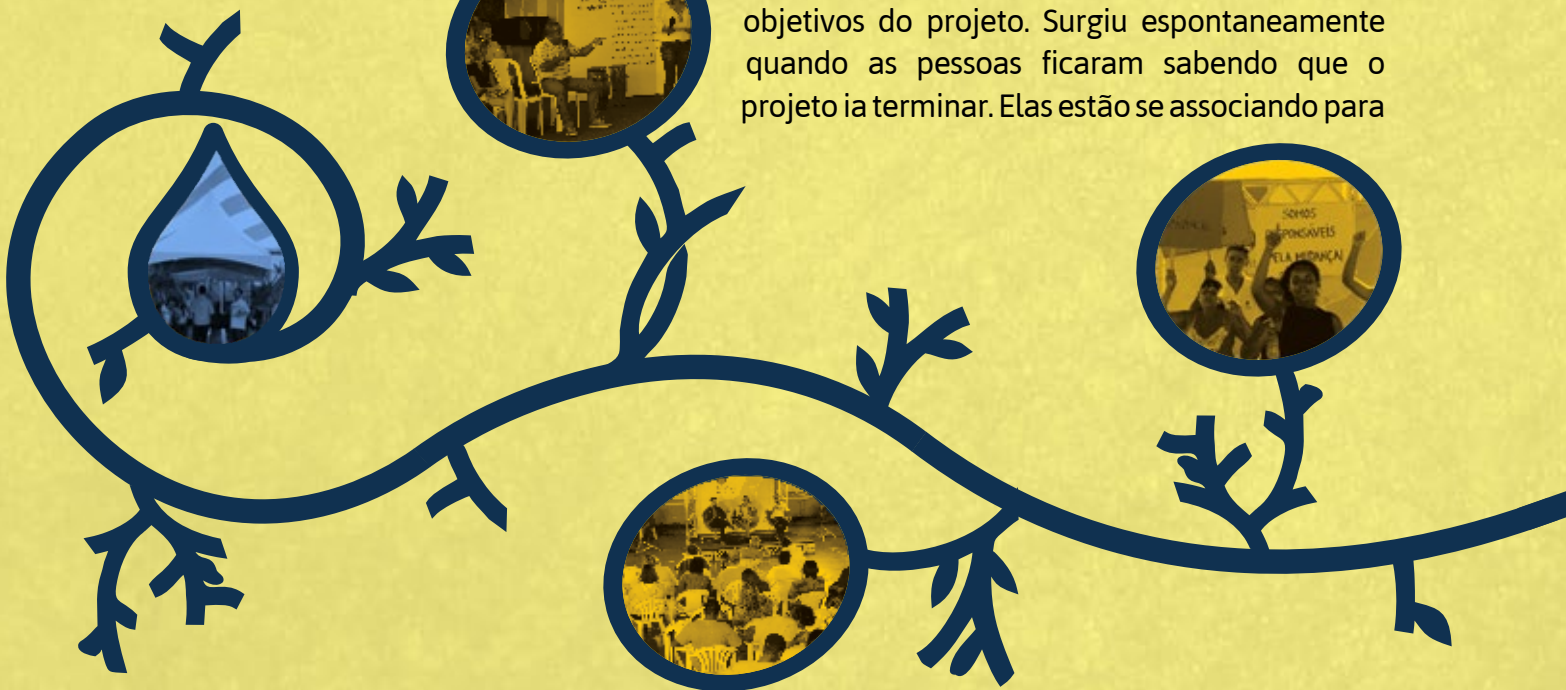 objetivos do projeto. Surgiu espontaneamente
quando as pessoas ficaram sabendo que o
projeto ia terminar. Elas estão se associando para
SOMOS
RESPONSÁVEIS
PELA MUDANÇA!